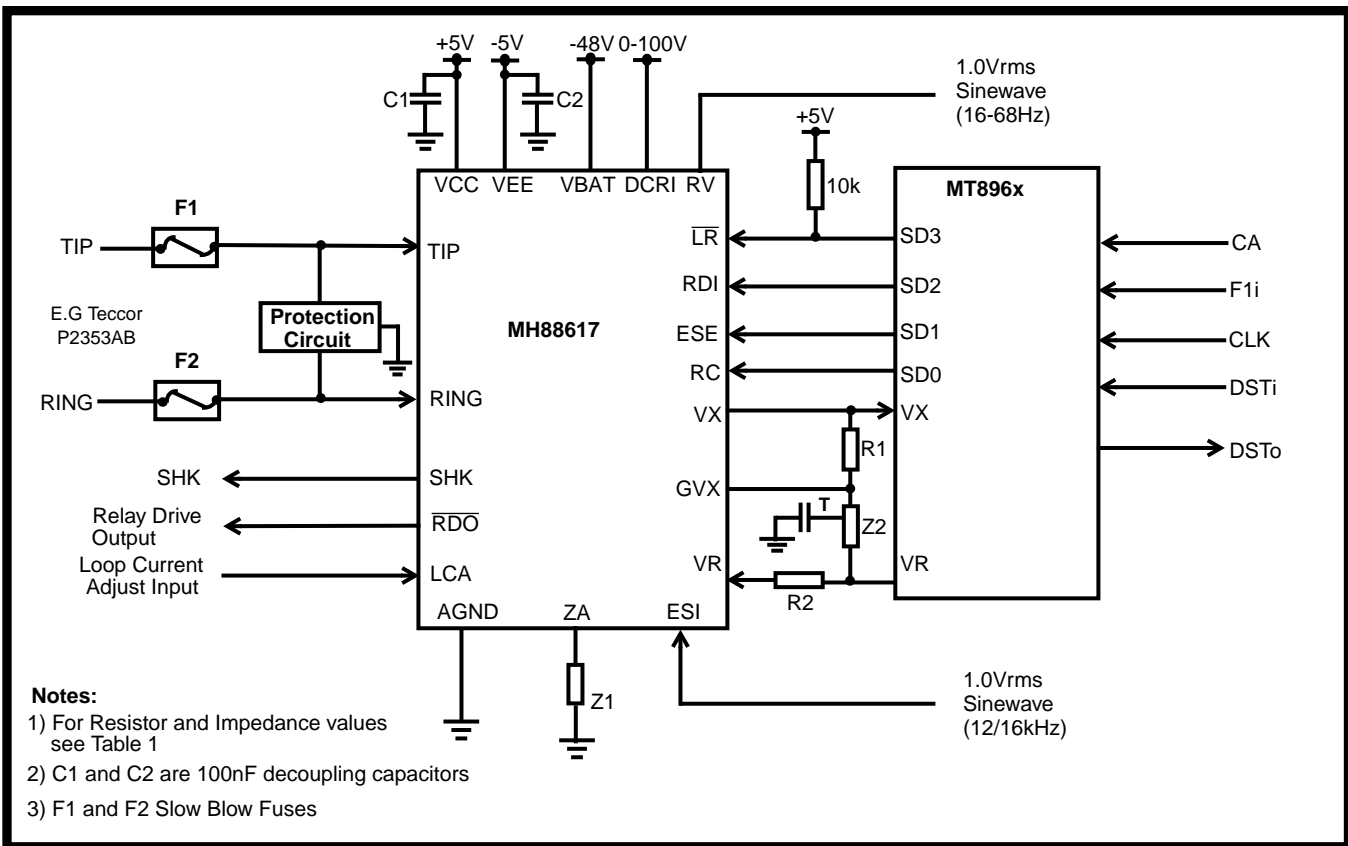 +5V
-5V
-48V
0-100V
1.0Vrms
Sinewave
(16-68Hz)
C1
C2
+5V
VCC
VEE
VBAT
DCRI
RV
10k
MT896x
F1
TIP
TIP
LR
SD3
CA
RDI
SD2
F1i
E.G Teccor
P2353AB
Protection
Circuit
MH88617
ESE
SD1
CLK
F2
RC
SD0
RING
RING
VX
VX
DSTi
R1
DSTo
SHK
SHK
GVX
T
Z2
Relay Drive
Output
RDO
Loop Current
Adjust Input
LCA
VR
VR
R2
AGND
ZA
ESI
Z1
1.0Vrms
Sinewave
(12/16kHz)
Notes:
1) For Resistor and Impedance values
see Table 1
2) C1 and C2 are 100nF decoupling capacitors
3) F1 and F2 Slow Blow Fuses